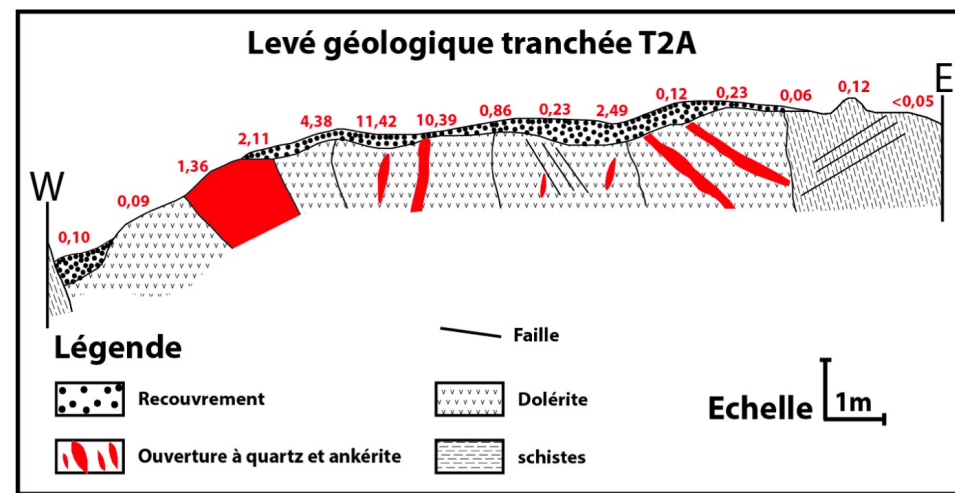 Levé géologique tranchée T2A
W
E
0,10
0,09
1,36
2,11
4,38
11,42
10,39
0,86
0,23
2,49
0,12
0,23
0,06
0,12
<0,05
Légende
Faille
Recouvrement
Dolérite
Ouverture à quartz et ankérite
schistes
Echelle 1m